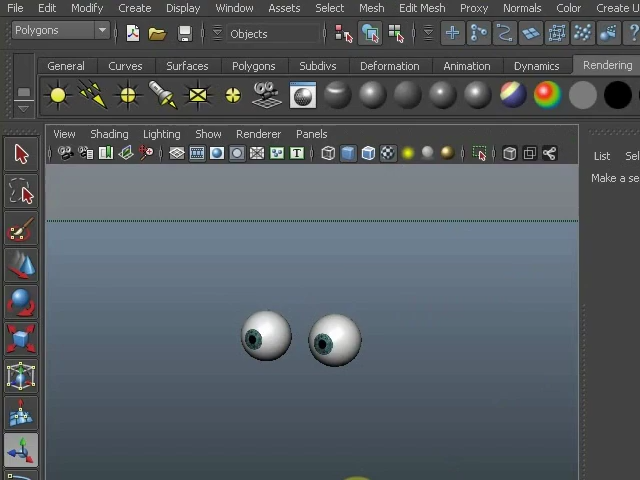 File Edit Modify Create Display Window Assets Select Mesh Edit Mesh Proxy Normals Color Create U
Polygons Objects
General Curves Surfaces Polygons Subdivs Deformation Animation Dynamics Rendering
View Shading Lighting Show Renderer Panels
T
List Sel
Make a se